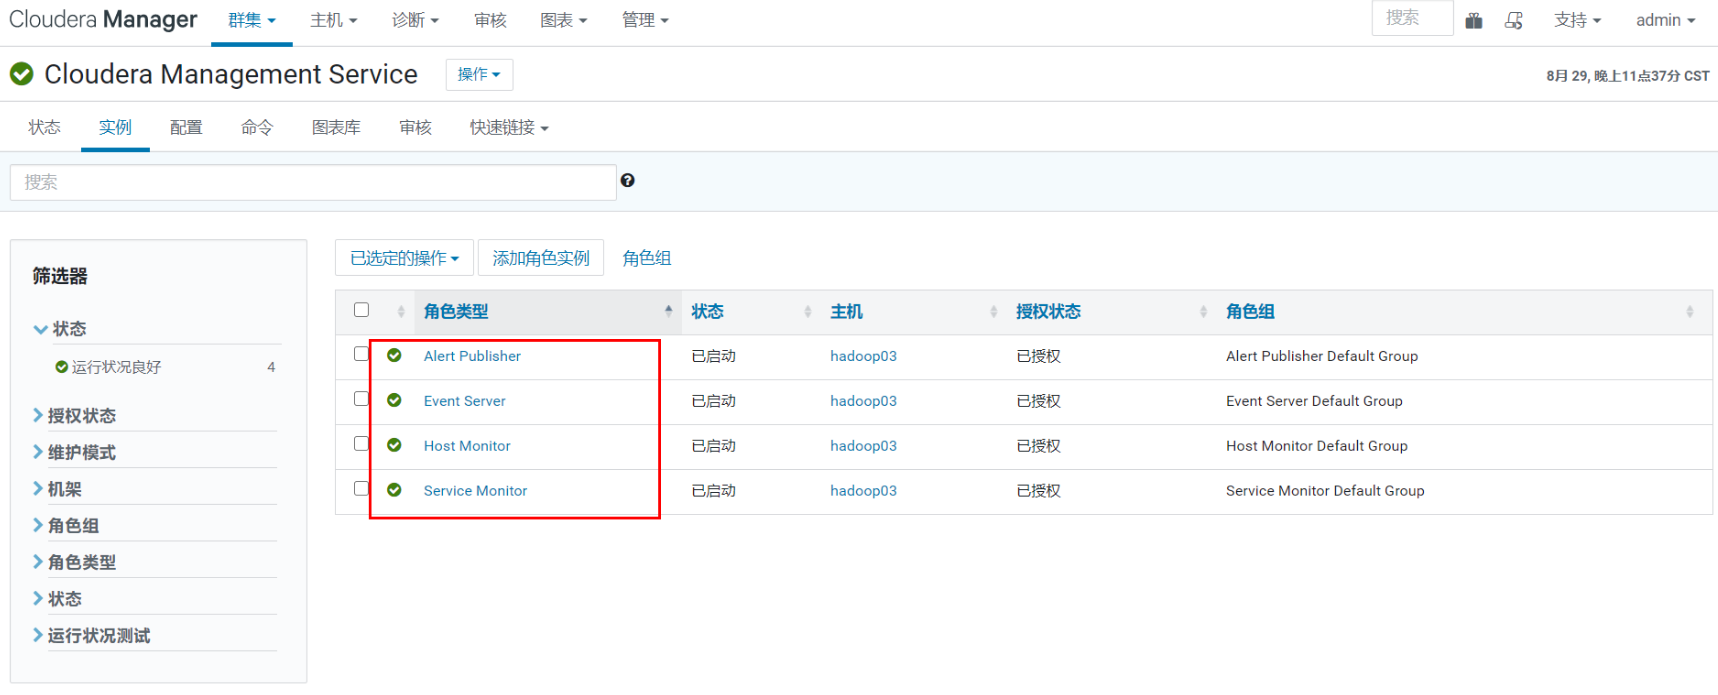 Cloudera Manager 群集 主机 诊断 审核 图表 管理 搜索 支持 admin
Cloudera Management Service 操作 8月 29, 晚上11点37分 CST
状态 实例 配置 命令 图表库 审核 快速链接
搜索
筛选器
状态
运行状况良好 4
授权状态
维护模式
机架
角色组
角色类型
状态
运行状况测试
已选定的操作 添加角色实例 角色组
角色类型 状态 主机 授权状态 角色组
Alert Publisher 已启动 hadoop03 已授权 Alert Publisher Default Group
Event Server 已启动 hadoop03 已授权 Event Server Default Group
Host Monitor 已启动 hadoop03 已授权 Host Monitor Default Group
Service Monitor 已启动 hadoop03 已授权 Service Monitor Default Group